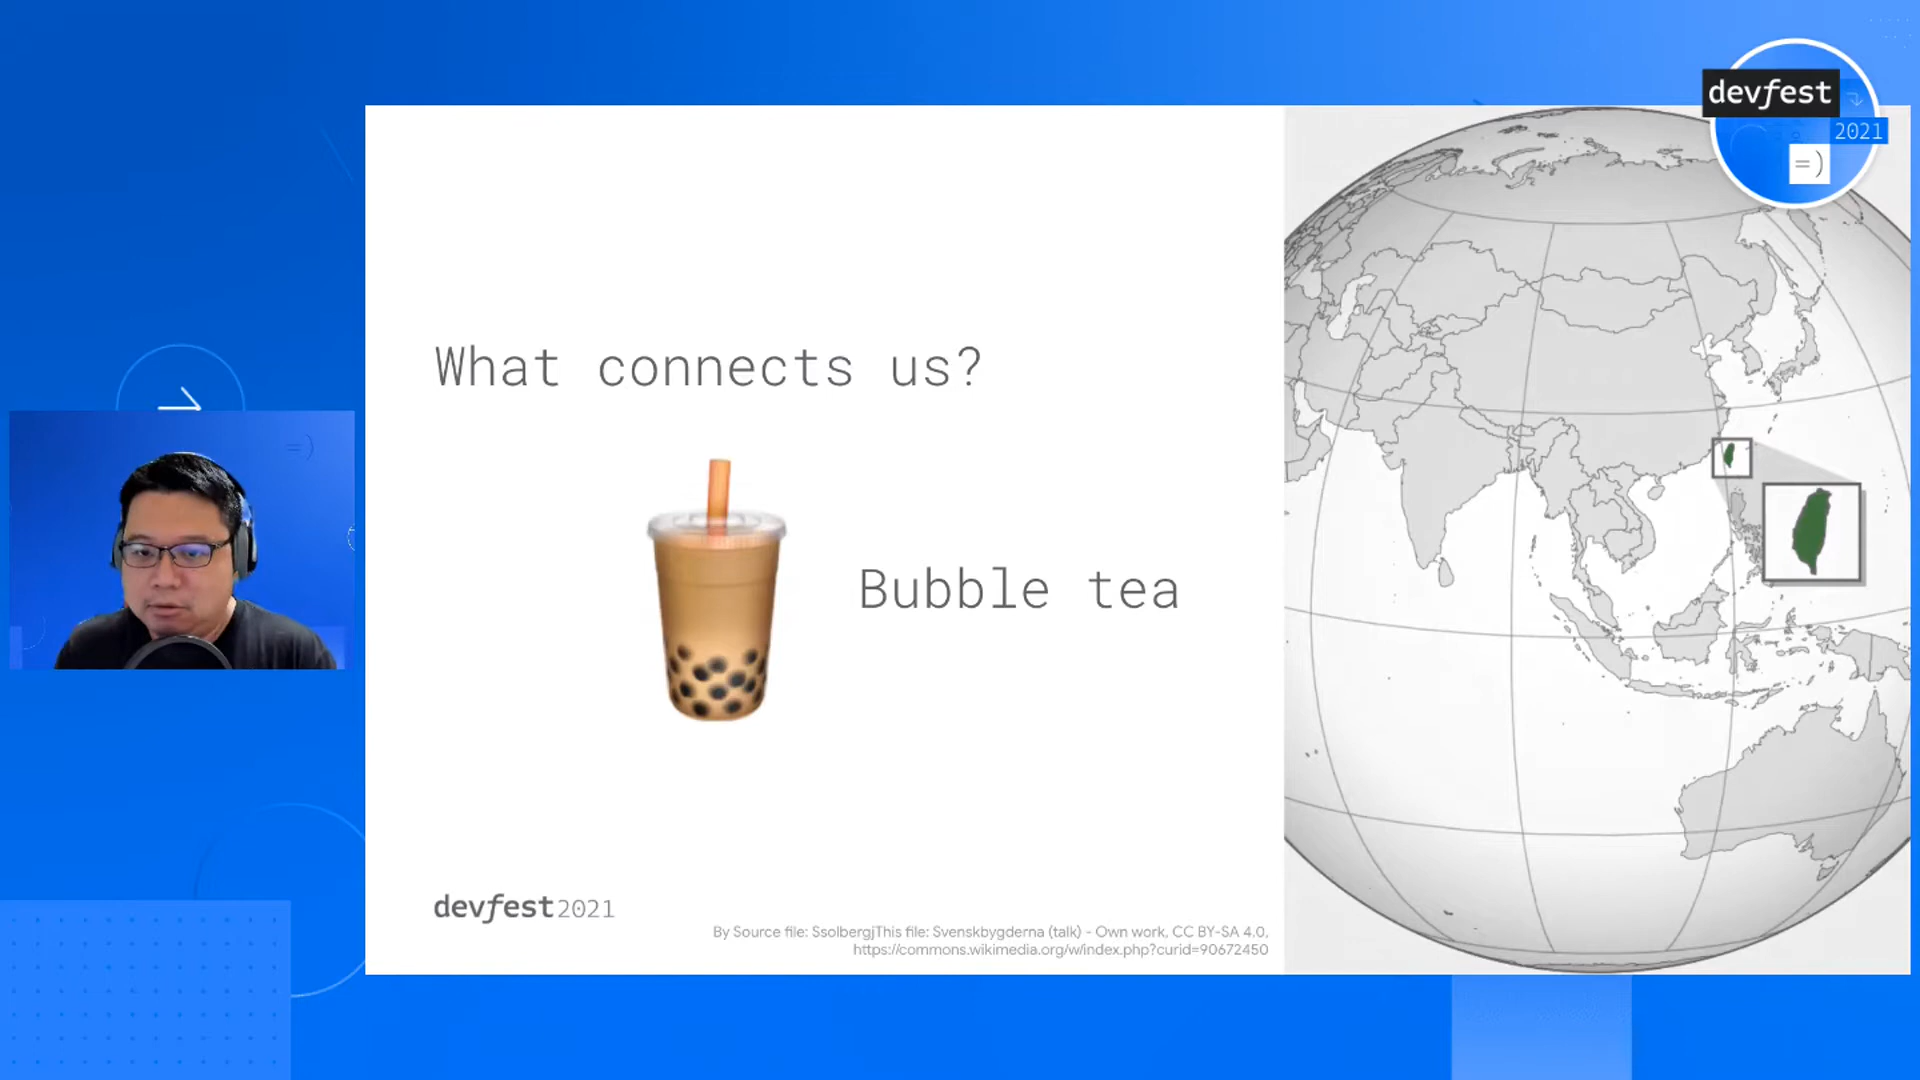 devfest
2021
=)
What connects us?
Bubble tea
devfest2021
By Source file: SsolbergjThis file: Svenskbygderna (talk) - Own work, CC BY-SA 4.0,
https://commons.wikimedia.org/w/index.php?curid=90672450
=)